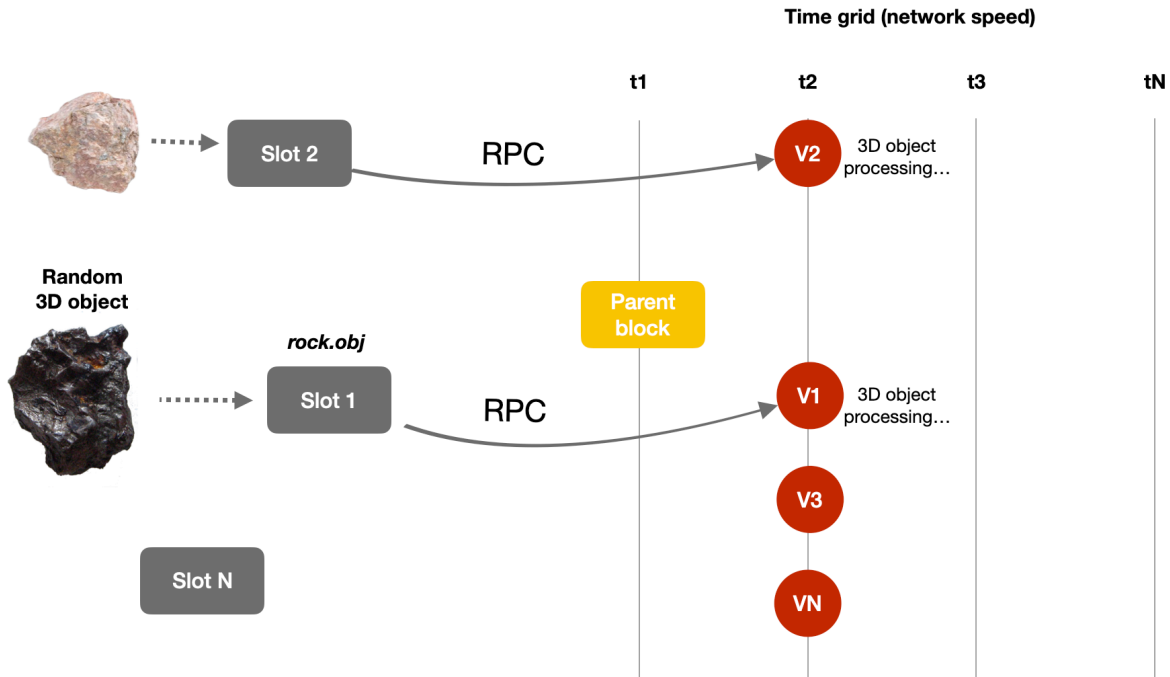 Time grid (network speed)
t1
t2
t3
tN
Slot 2
RPC
V2
3D object
processing…
Random
3D object
Parent
block
rock.obj
Slot 1
RPC
V1
3D object
processing…
V3
Slot N
VN